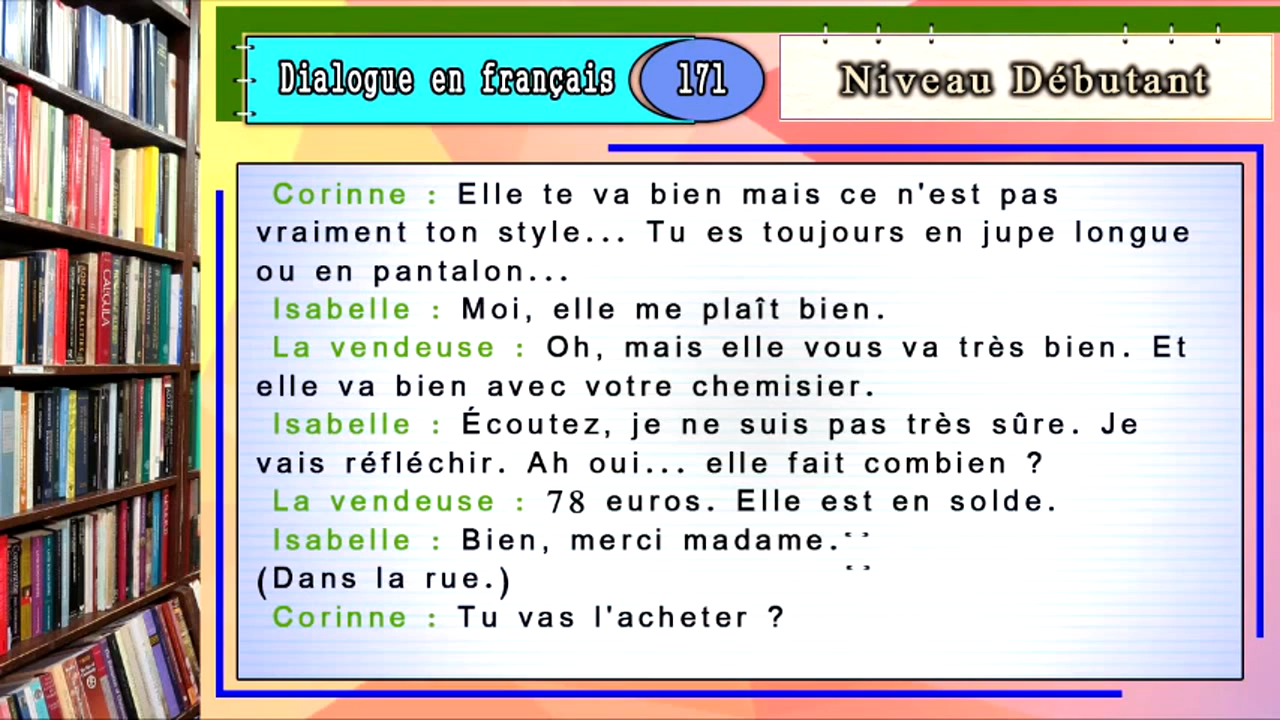 Dialogue en français 171
Niveau Débutant
Corinne : Elle te va bien mais ce n'est pas
vraiment ton style... Tu es toujours en jupe longue
ou en pantalon...
Isabelle : Moi, elle me plaît bien.
La vendeuse : Oh, mais elle vous va très bien. Et
elle va bien avec votre chemisier.
Isabelle : Écoutez, je ne suis pas très sûre. Je
vais réfléchir. Ah oui... elle fait combien ?
La vendeuse : 78 euros. Elle est en solde.
Isabelle : Bien, merci madame.
(Dans la rue.)
Corinne : Tu vas l'acheter ?